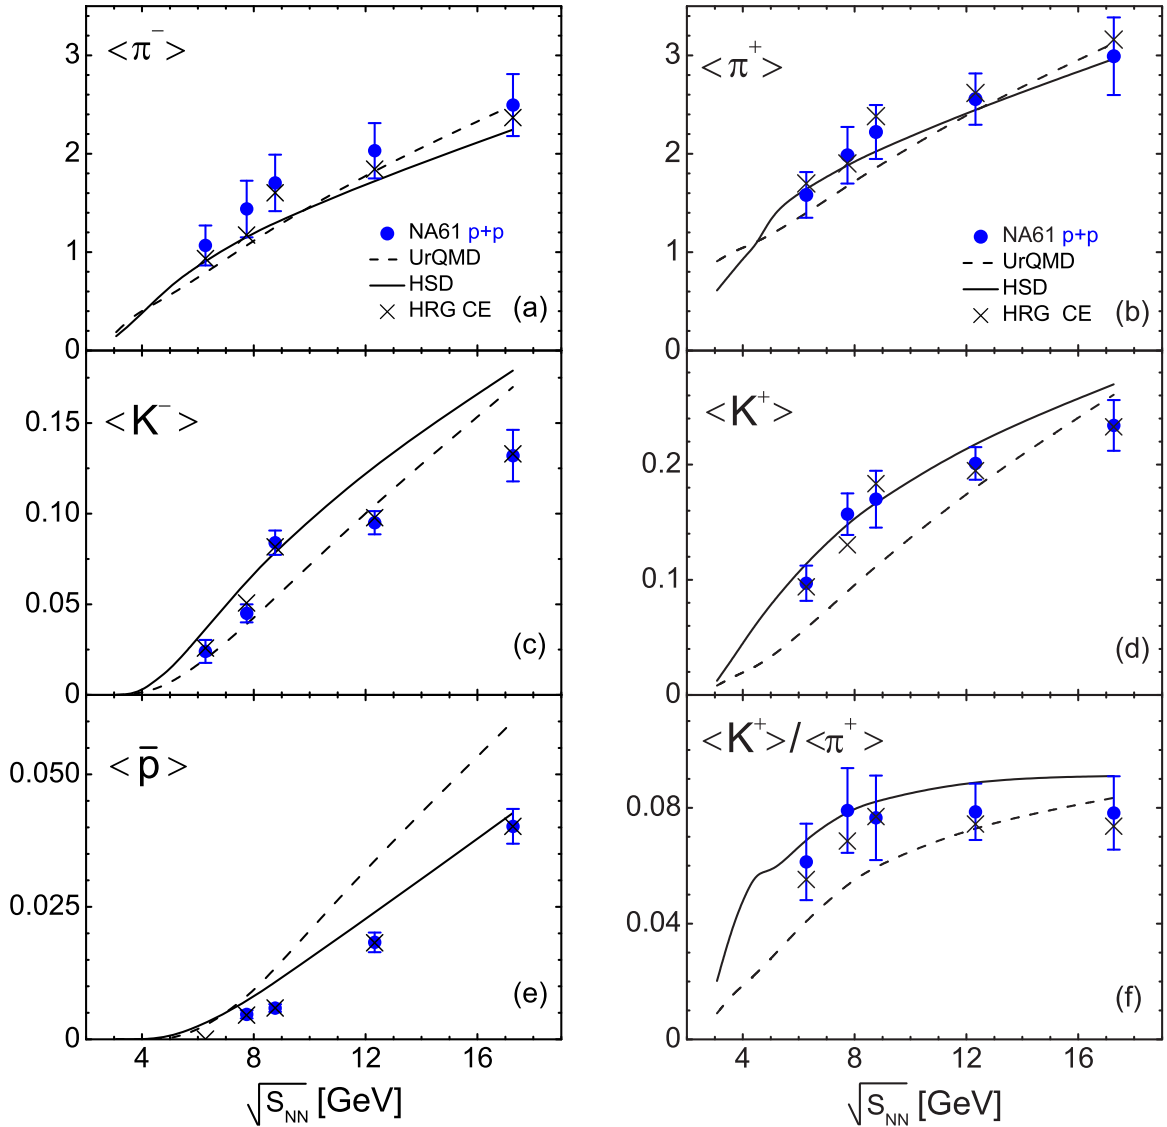 <π⁻>
3
2
1
0
NA61 p+p
UrQMD
HSD
HRG CE
(a)
<π⁺>
3
2
1
0
NA61 p+p
UrQMD
HSD
HRG CE
(b)
<K⁻>
0.15
0.10
0.05
0
(c)
<K⁺>
0.2
0.1
0
(d)
<p̄>
0.050
0.025
0
(e)
4 8 12 16
√S_NN [GeV]
<K⁺>/<π⁺>
0.08
0.04
0
(f)
4 8 12 16
√S_NN [GeV]